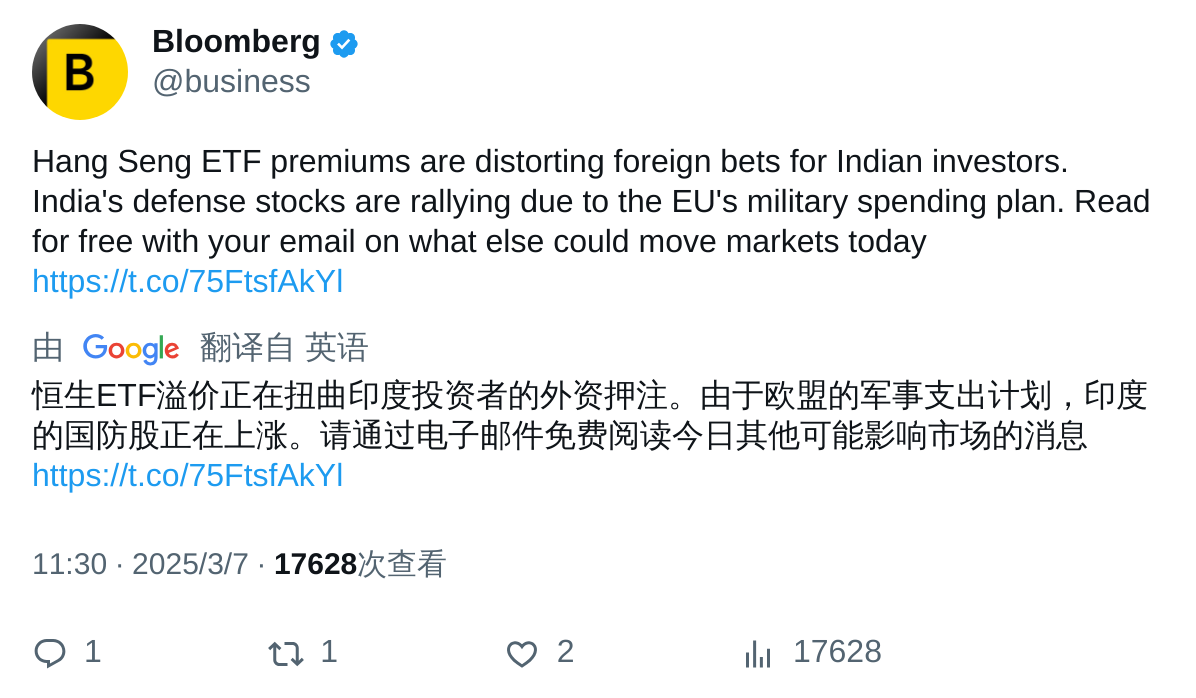 B
Bloomberg
@business
Hang Seng ETF premiums are distorting foreign bets for Indian investors.
India's defense stocks are rallying due to the EU's military spending plan. Read
for free with your email on what else could move markets today
https://t.co/75FtsfAkYl
由 Google 翻译自 英语
恒生ETF溢价正在扭曲印度投资者的外资押注。由于欧盟的军事支出计划，印度
的国防股正在上涨。请通过电子邮件免费阅读今日其他可能影响市场的消息
https://t.co/75FtsfAkYl
11:30 · 2025/3/7 · 17628次查看
1 1 2 17628